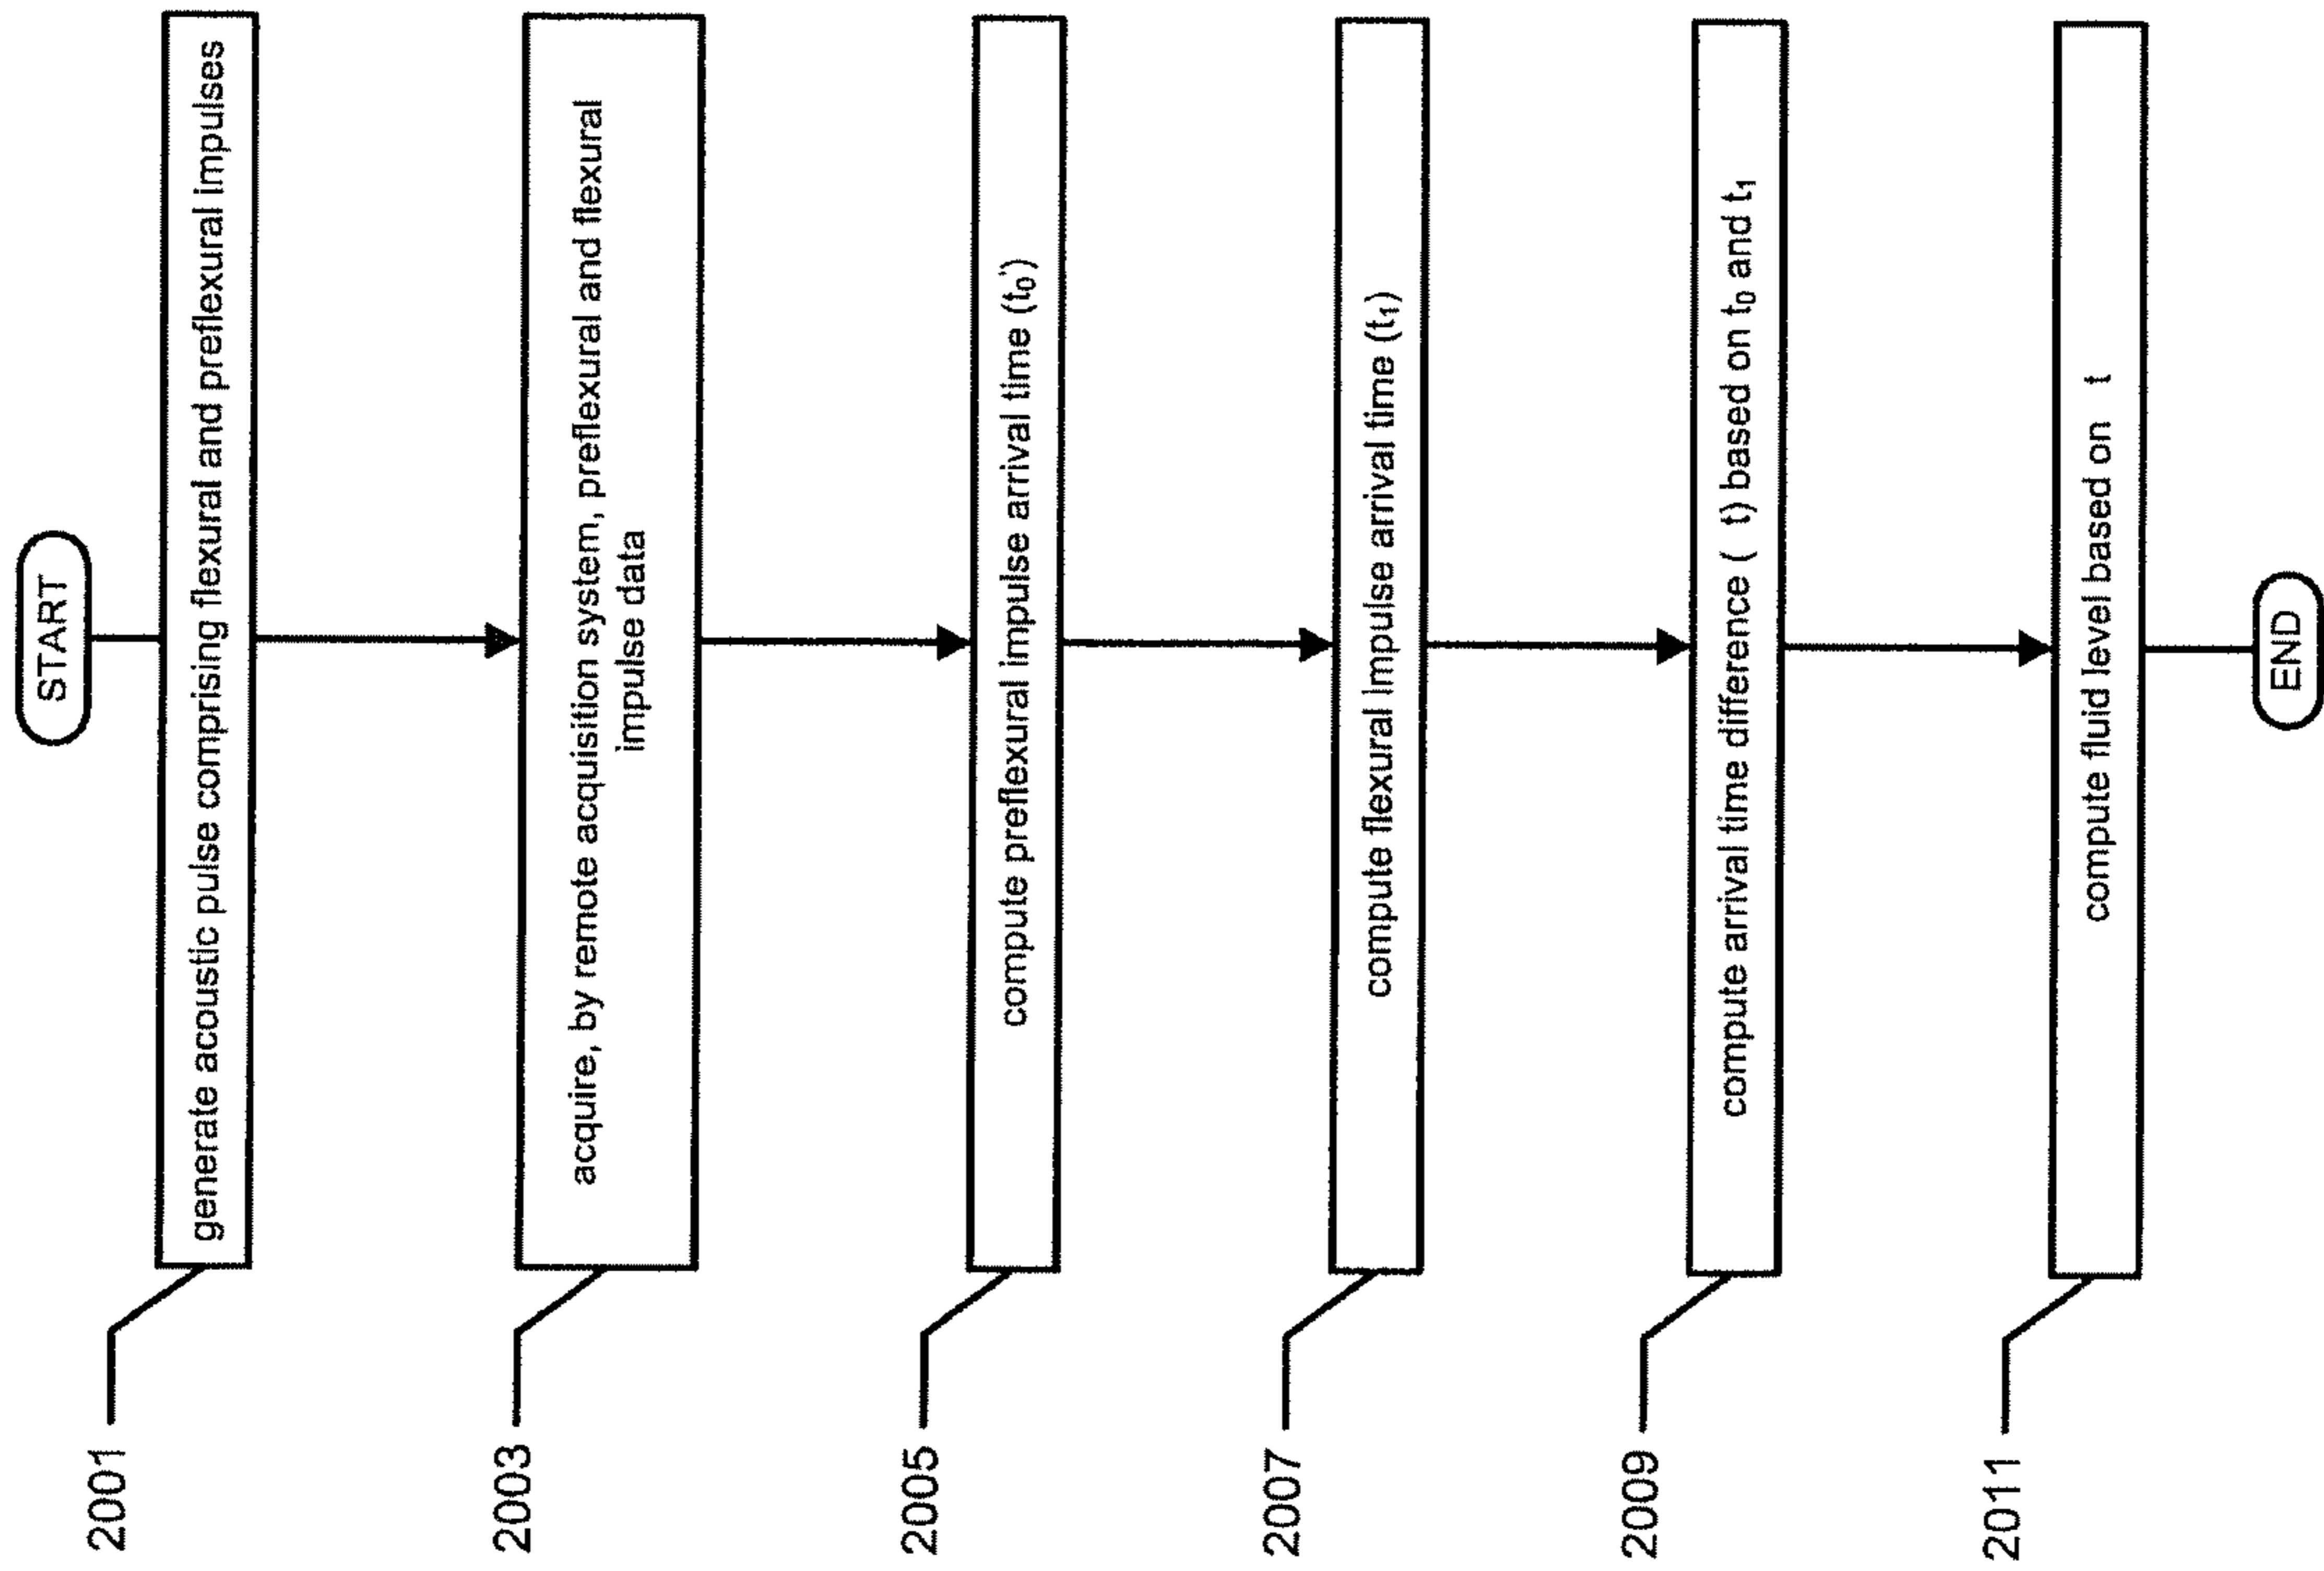 START
2001
generate acoustic pulse comprising flexural and preflexural impulses
2003
acquire, by remote acquisition system, preflexural and flexural
impulse data
2005
compute preflexural impulse arrival time (t₀)
2007
compute flexural impulse arrival time (t₁)
2009
compute arrival time difference ( t) based on t₀ and t₁
2011
compute fluid level based on t
END